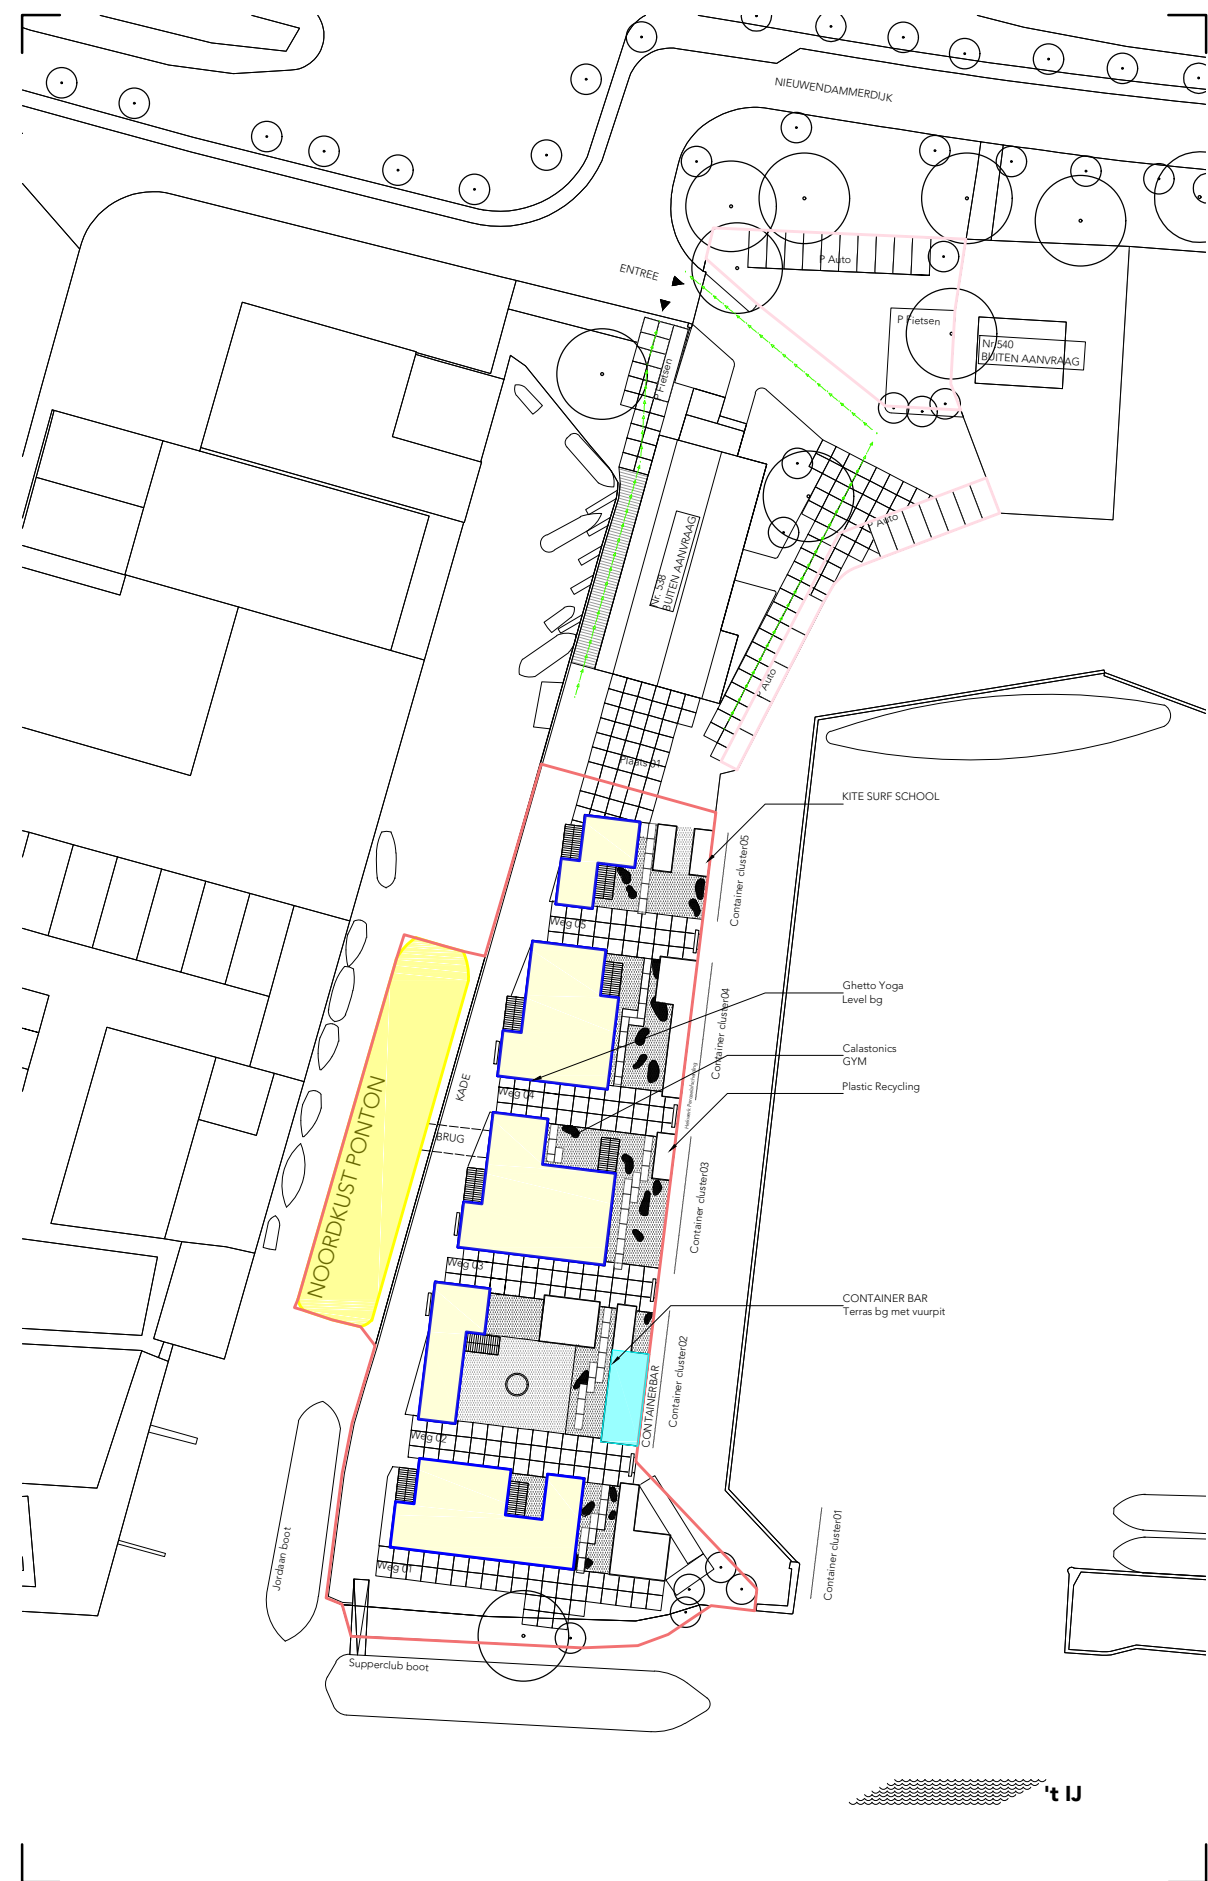 NIEUWENDAMMERDIJK
ENTREE
P Auto
P Fietsen
Nr.540
BUITEN AANVRAAG
P Fietsen
P Auto
Nr. 538
BUITEN AANVRAAG
P Auto
Plaats 01
KITE SURF SCHOOL
Container cluster05
Weg 05
Ghetto Yoga
Level bg
Container cluster04
Calastonics
GYM
KADE
Weg 04
Plastic Recycling
NOORDKUST PONTON
BRUG
Container cluster03
Weg 03
CONTAINER BAR
Terras bg met vuurpit
CONTAINERBAR
Container cluster02
Weg 02
Jordaan boot
Weg 01
Container cluster01
Supperclub boot
't IJ